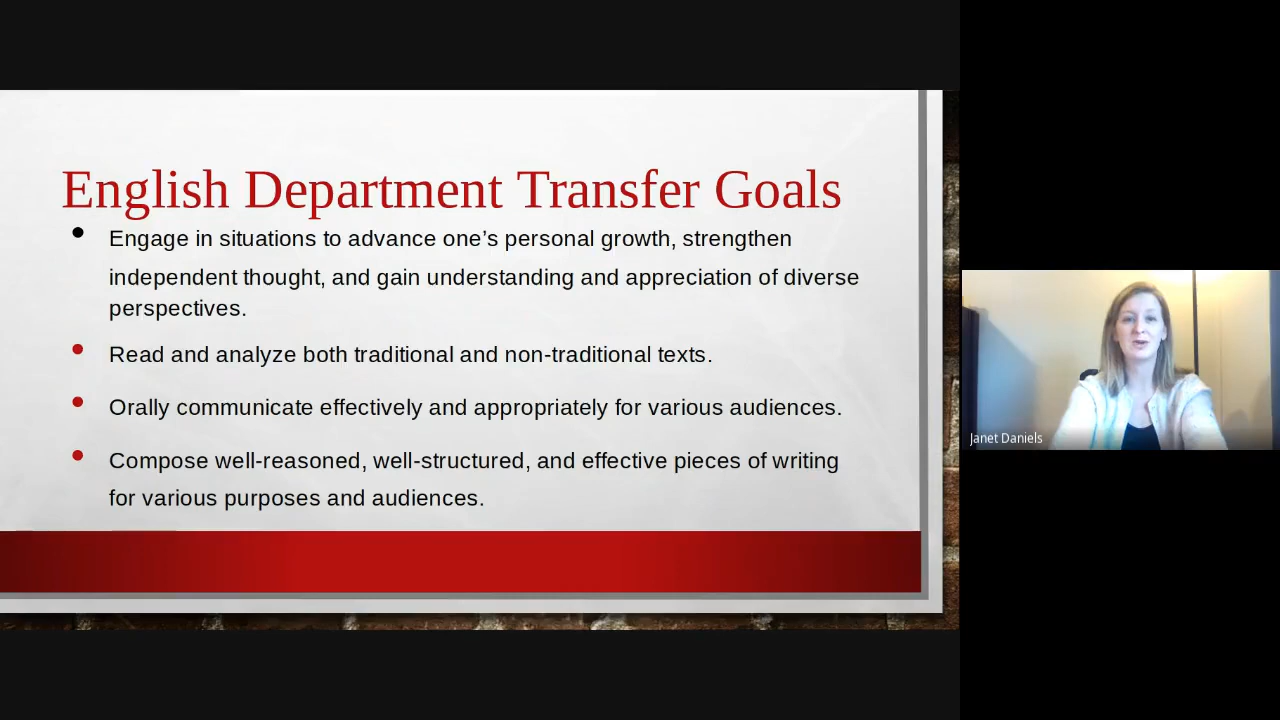 English Department Transfer Goals
Engage in situations to advance one’s personal growth, strengthen
independent thought, and gain understanding and appreciation of diverse
perspectives.
Read and analyze both traditional and non-traditional texts.
Orally communicate effectively and appropriately for various audiences.
Compose well-reasoned, well-structured, and effective pieces of writing
for various purposes and audiences.
Janet Daniels